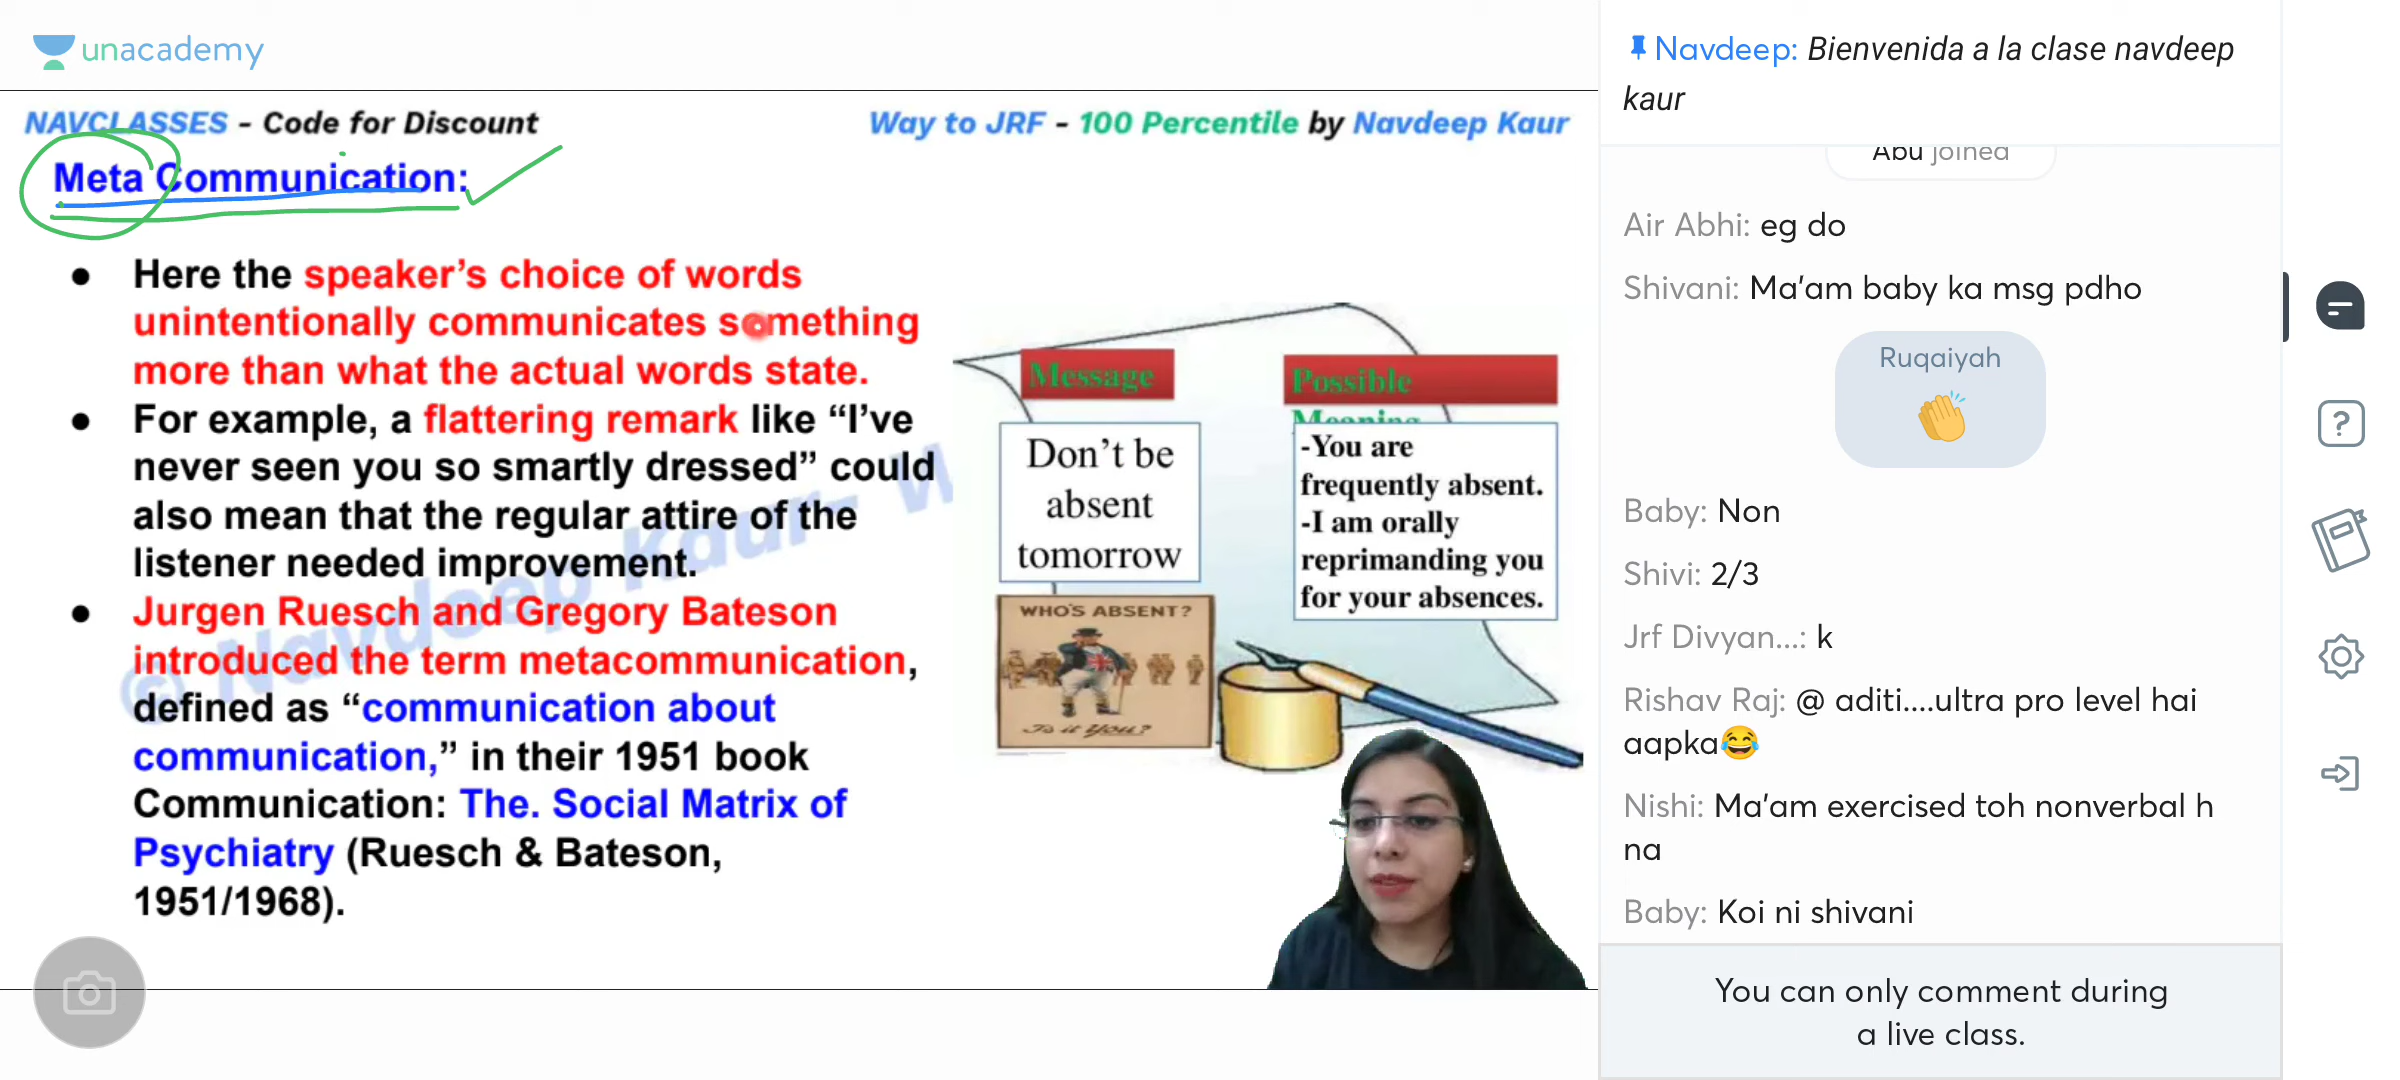 unacademy
NAVCLASSES - Code for Discount
Way to JRF - 100 Percentile by Navdeep Kaur
Meta Communication:
● Here the speaker's choice of words
unintentionally communicates something
more than what the actual words state.
● For example, a flattering remark like “I've
never seen you so smartly dressed” could
also mean that the regular attire of the
listener needed improvement.
● Jurgen Ruesch and Gregory Bateson
introduced the term metacommunication,
defined as “communication about
communication,” in their 1951 book
Communication: The. Social Matrix of
Psychiatry (Ruesch & Bateson,
1951/1968).
© Navdeep Kaur- W
Message
Don't be
absent
tomorrow
Possible
Meaning
-You are
frequently absent.
-I am orally
reprimanding you
for your absences.
WHO'S ABSENT?
Is it You?
Navdeep: Bienvenida a la clase navdeep
kaur
Abu joined
Air Abhi: eg do
Shivani: Ma'am baby ka msg pdho
Ruqaiyah
👏
Baby: Non
Shivi: 2/3
Jrf Divyan...: k
Rishav Raj: @ aditi....ultra pro level hai
aapka😂
Nishi: Ma'am exercised toh nonverbal h
na
Baby: Koi ni shivani
You can only comment during
a live class.